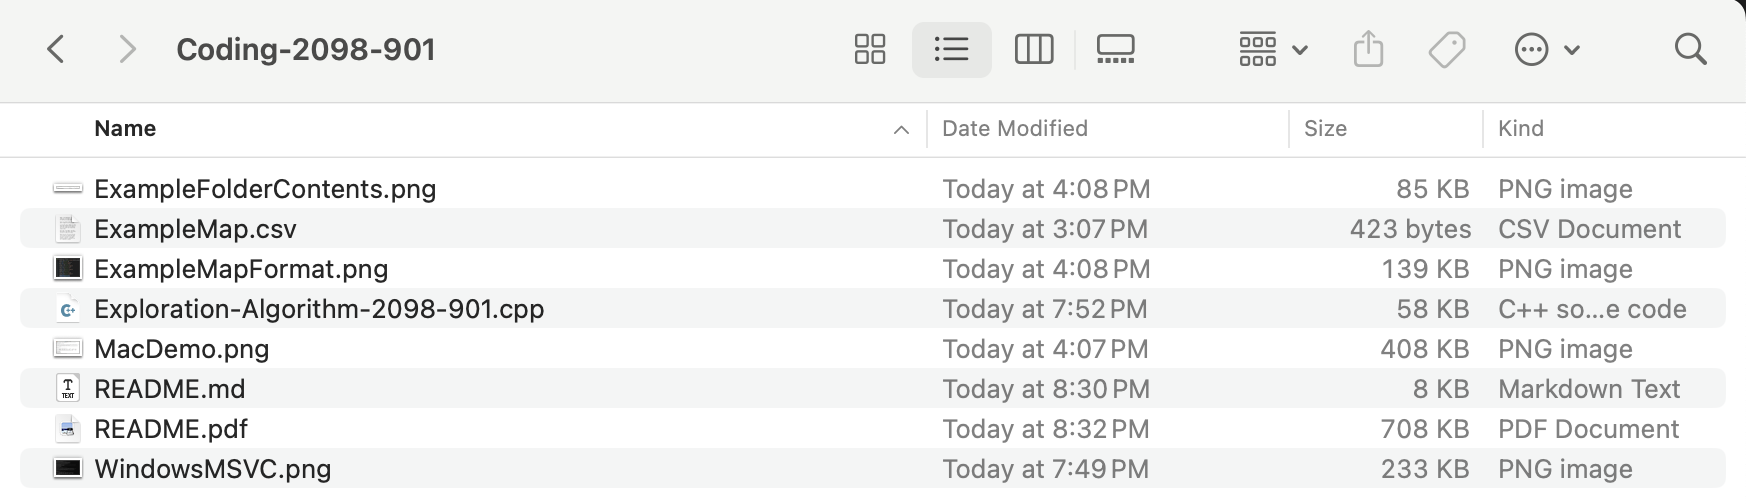 Coding-2098-901
Name Date Modified Size Kind
ExampleFolderContents.png Today at 4:08 PM 85 KB PNG image
ExampleMap.csv Today at 3:07 PM 423 bytes CSV Document
ExampleMapFormat.png Today at 4:08 PM 139 KB PNG image
Exploration-Algorithm-2098-901.cpp Today at 7:52 PM 58 KB C++ so...e code
MacDemo.png Today at 4:07 PM 408 KB PNG image
README.md Today at 8:30 PM 8 KB Markdown Text
README.pdf Today at 8:32 PM 708 KB PDF Document
WindowsMSVC.png Today at 7:49 PM 233 KB PNG image